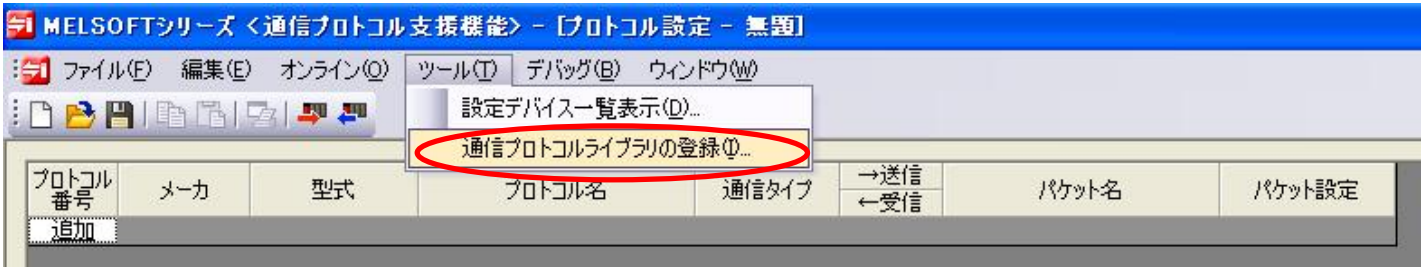 MELSOFTシリーズ <通信プロトコル支援機能> - [プロトコル設定 - 無題]
ファイル(F) 編集(E) オンライン(O) ツール(T) デバッグ(B) ウィンドウ(W)
設定デバイス一覧表示(D)...
通信プロトコルライブラリの登録(I)...
プロトコル番号 メーカ 型式 プロトコル名 通信タイプ →送信 パケット名 パケット設定
←受信
追加